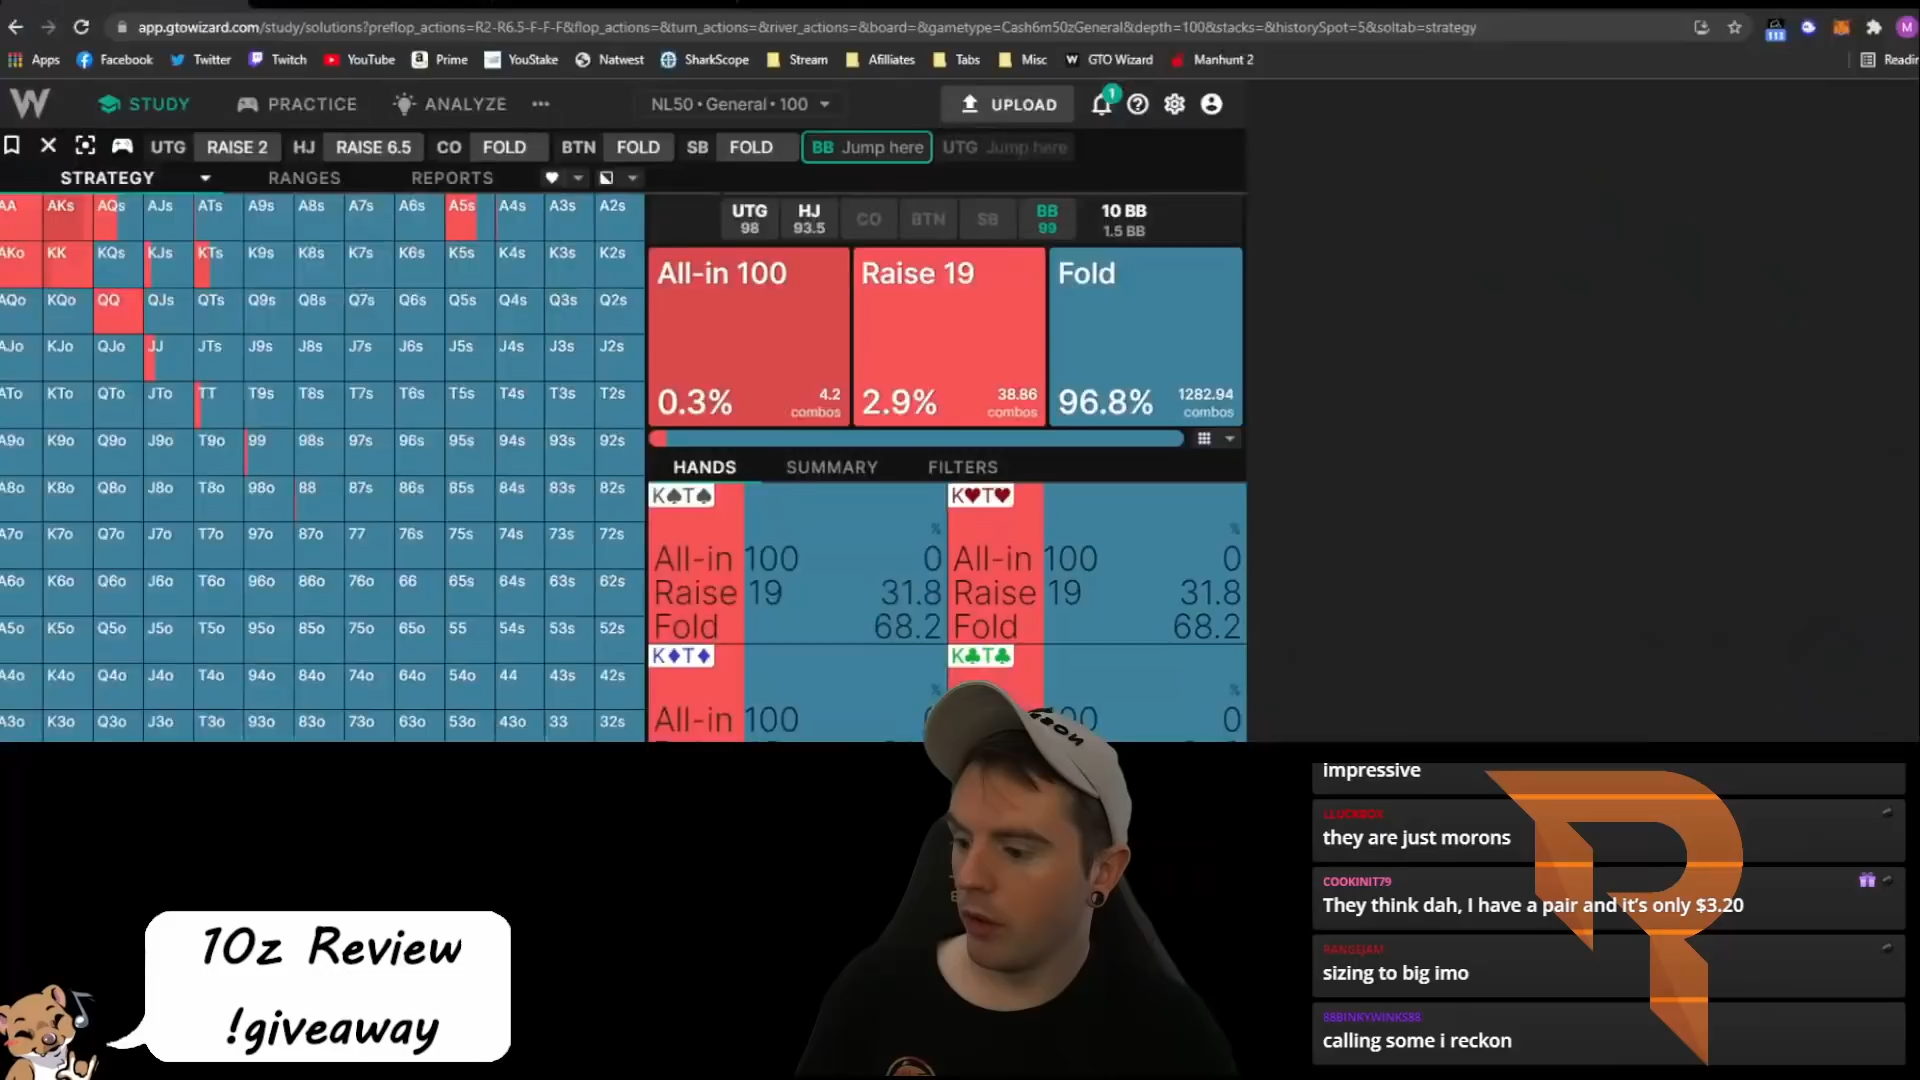 app.gtowizard.com/study/solutions?preflop_actions=R2-R6.5-F-F-F&flop_actions=&turn_actions=&river_actions=&board=&gametype=Cash6m50zGeneral&depth=100&stacks=&historySpot=5&soltab=strategy
113
M
Apps Facebook Twitter Twitch YouTube Prime YouStake Natwest SharkScope Stream Afilliates Tabs Misc GTO Wizard Manhunt 2 Readin
W STUDY PRACTICE ANALYZE NL50 • General • 100 UPLOAD 1
UTG RAISE 2 HJ RAISE 6.5 CO FOLD BTN FOLD SB FOLD BB Jump here UTG Jump here
STRATEGY RANGES REPORTS
AA AKs AQs AJs ATs A9s A8s A7s A6s A5s A4s A3s A2s
AKo KK KQs KJs KTs K9s K8s K7s K6s K5s K4s K3s K2s
AQo KQo QQ QJs QTs Q9s Q8s Q7s Q6s Q5s Q4s Q3s Q2s
AJo KJo QJo JJ JTs J9s J8s J7s J6s J5s J4s J3s J2s
ATo KTo QTo JTo TT T9s T8s T7s T6s T5s T4s T3s T2s
A9o K9o Q9o J9o T9o 99 98s 97s 96s 95s 94s 93s 92s
A8o K8o Q8o J8o T8o 98o 88 87s 86s 85s 84s 83s 82s
A7o K7o Q7o J7o T7o 97o 87o 77 76s 75s 74s 73s 72s
A6o K6o Q6o J6o T6o 96o 86o 76o 66 65s 64s 63s 62s
A5o K5o Q5o J5o T5o 95o 85o 75o 65o 55 54s 53s 52s
A4o K4o Q4o J4o T4o 94o 84o 74o 64o 54o 44 43s 42s
A3o K3o Q3o J3o T3o 93o 83o 73o 63o 53o 43o 33 32s
UTG HJ CO BTN SB BB 10 BB
98 93.5 99 1.5 BB
All-in 100 Raise 19 Fold
0.3% 4.2 combos 2.9% 38.86 combos 96.8% 1282.94 combos
HANDS SUMMARY FILTERS
K♠T♠ K♥T♥
% %
All-in 100 0 All-in 100 0
Raise 19 31.8 Raise 19 31.8
Fold 68.2 Fold 68.2
K♦T♦ K♣T♣
% %
All-in 100 0
impressive
LLUCKBOX
they are just morons
COOKINIT79
They think dah, I have a pair and it's only $3.20
RANGEJAM
sizing to big imo
88BINKYWINKS88
calling some i reckon
10z Review
!giveaway